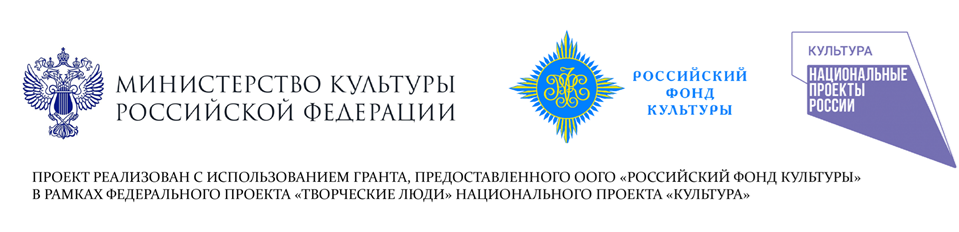 МИНИСТЕРСТВО КУЛЬТУРЫ
РОССИЙСКОЙ ФЕДЕРАЦИИ
РОССИЙСКИЙ
ФОНД
КУЛЬТУРЫ
КУЛЬТУРА
НАЦИОНАЛЬНЫЕ
ПРОЕКТЫ
РОССИИ
ПРОЕКТ РЕАЛИЗОВАН С ИСПОЛЬЗОВАНИЕМ ГРАНТА, ПРЕДОСТАВЛЕННОГО ООГО «РОССИЙСКИЙ ФОНД КУЛЬТУРЫ»
В РАМКАХ ФЕДЕРАЛЬНОГО ПРОЕКТА «ТВОРЧЕСКИЕ ЛЮДИ» НАЦИОНАЛЬНОГО ПРОЕКТА «КУЛЬТУРА»